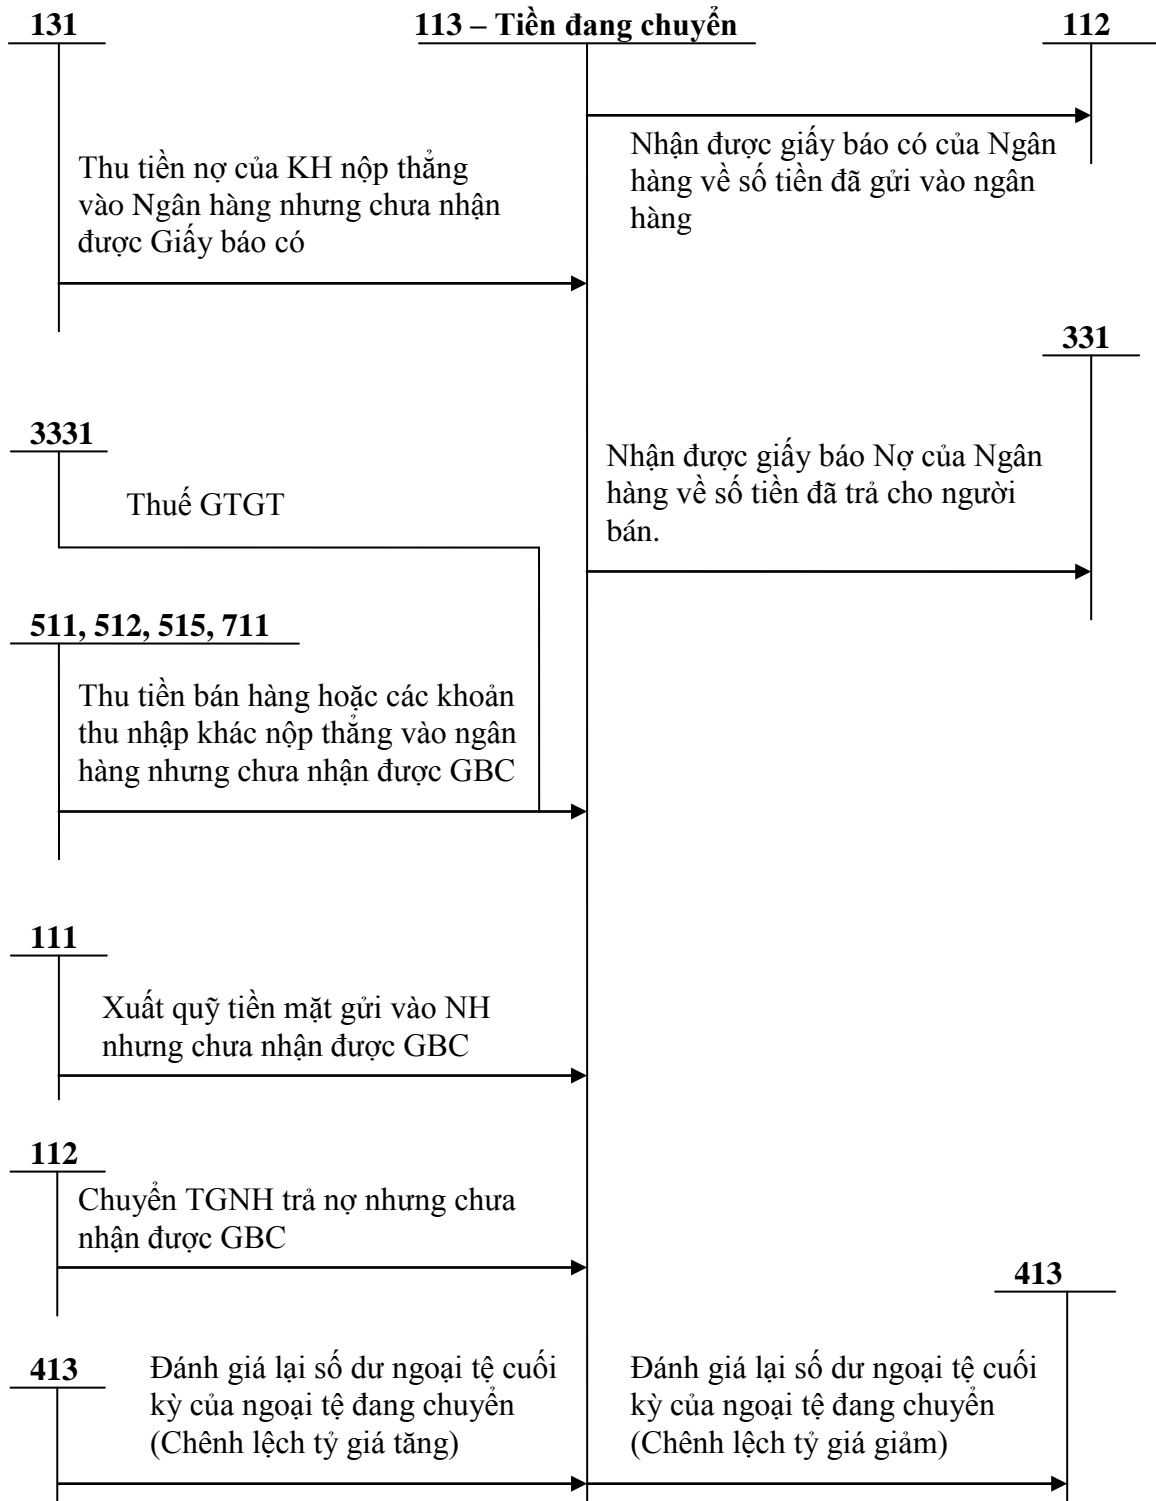 131
113 – Tiền đang chuyển
112
Thu tiền nợ của KH nộp thẳng
vào Ngân hàng nhưng chưa nhận
được Giấy báo có
Nhận được giấy báo có của Ngân
hàng về số tiền đã gửi vào ngân
hàng
331
3331
Thuế GTGT
Nhận được giấy báo Nợ của Ngân
hàng về số tiền đã trả cho người
bán.
511, 512, 515, 711
Thu tiền bán hàng hoặc các khoản
thu nhập khác nộp thẳng vào ngân
hàng nhưng chưa nhận được GBC
111
Xuất quỹ tiền mặt gửi vào NH
nhưng chưa nhận được GBC
112
Chuyển TGNH trả nợ nhưng chưa
nhận được GBC
413
413
Đánh giá lại số dư ngoại tệ cuối
kỳ của ngoại tệ đang chuyển
(Chênh lệch tỷ giá tăng)
Đánh giá lại số dư ngoại tệ cuối
kỳ của ngoại tệ đang chuyển
(Chênh lệch tỷ giá giảm)